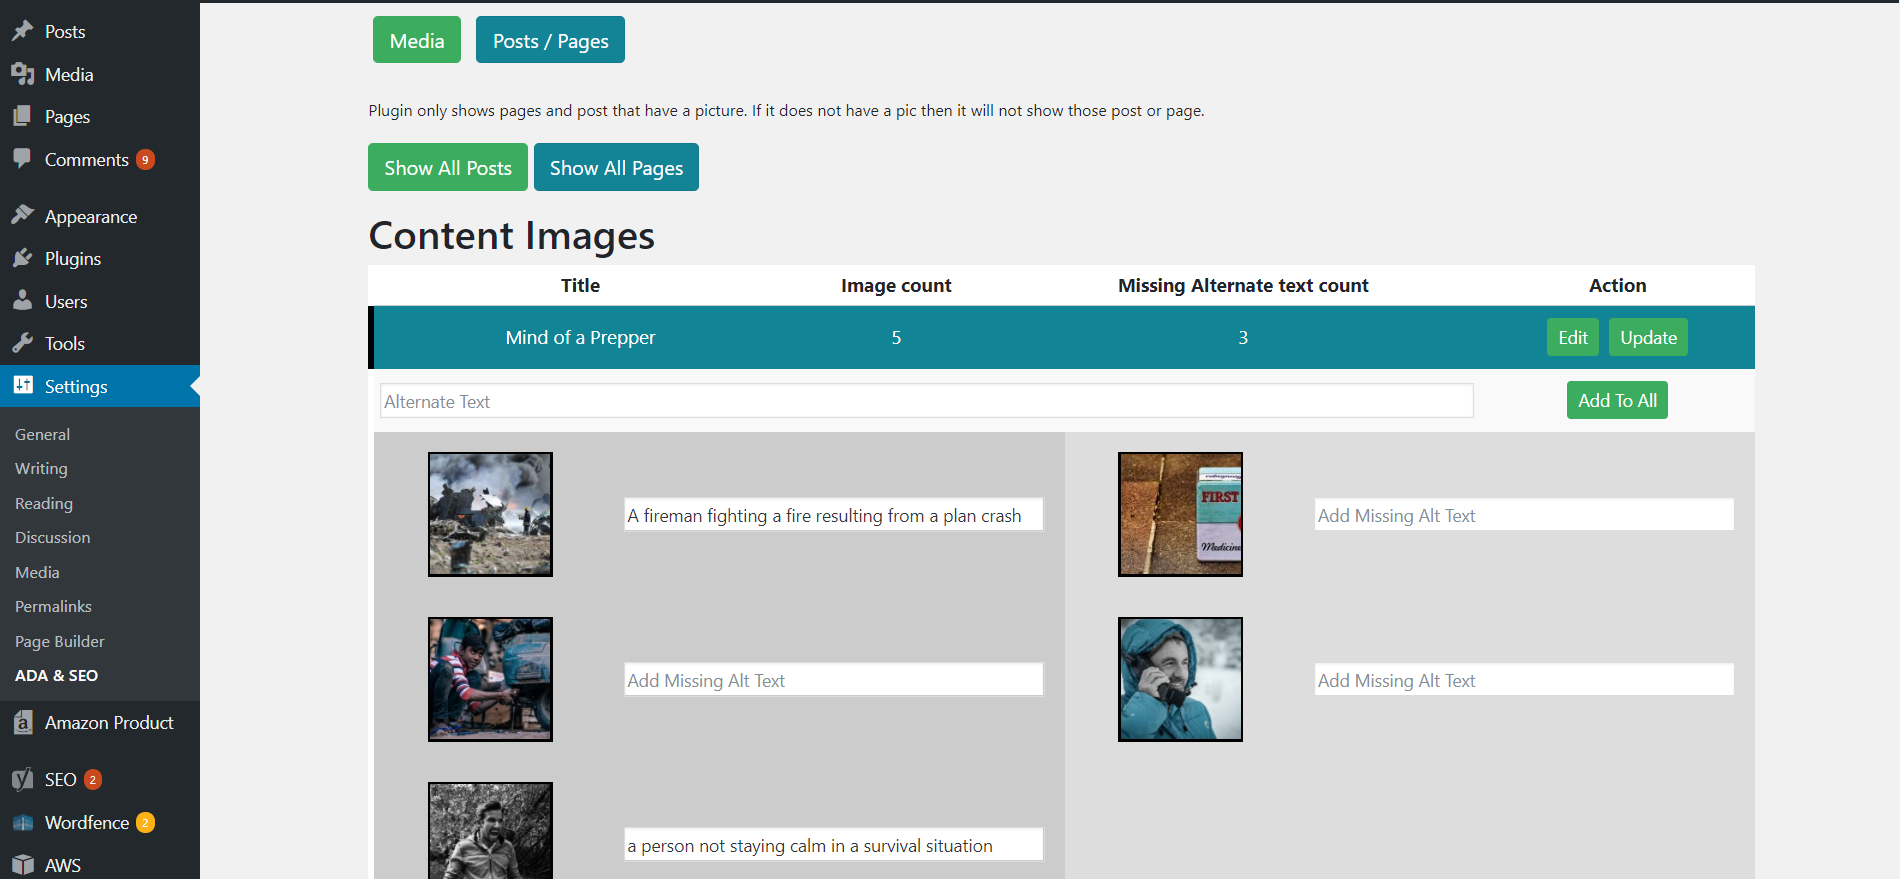 Posts
Media
Pages
Comments 9
Appearance
Plugins
Users
Tools
Settings
General
Writing
Reading
Discussion
Media
Permalinks
Page Builder
ADA & SEO
Amazon Product
SEO 2
Wordfence 2
AWS
Media Posts / Pages
Plugin only shows pages and post that have a picture. If it does not have a pic then it will not show those post or page.
Show All Posts Show All Pages
Content Images
Title Image count Missing Alternate text count Action
Mind of a Prepper 5 3 Edit Update
Alternate Text Add To All
A fireman fighting a fire resulting from a plan crash
FIRST
Medicine
Add Missing Alt Text
Add Missing Alt Text
Add Missing Alt Text
a person not staying calm in a survival situation